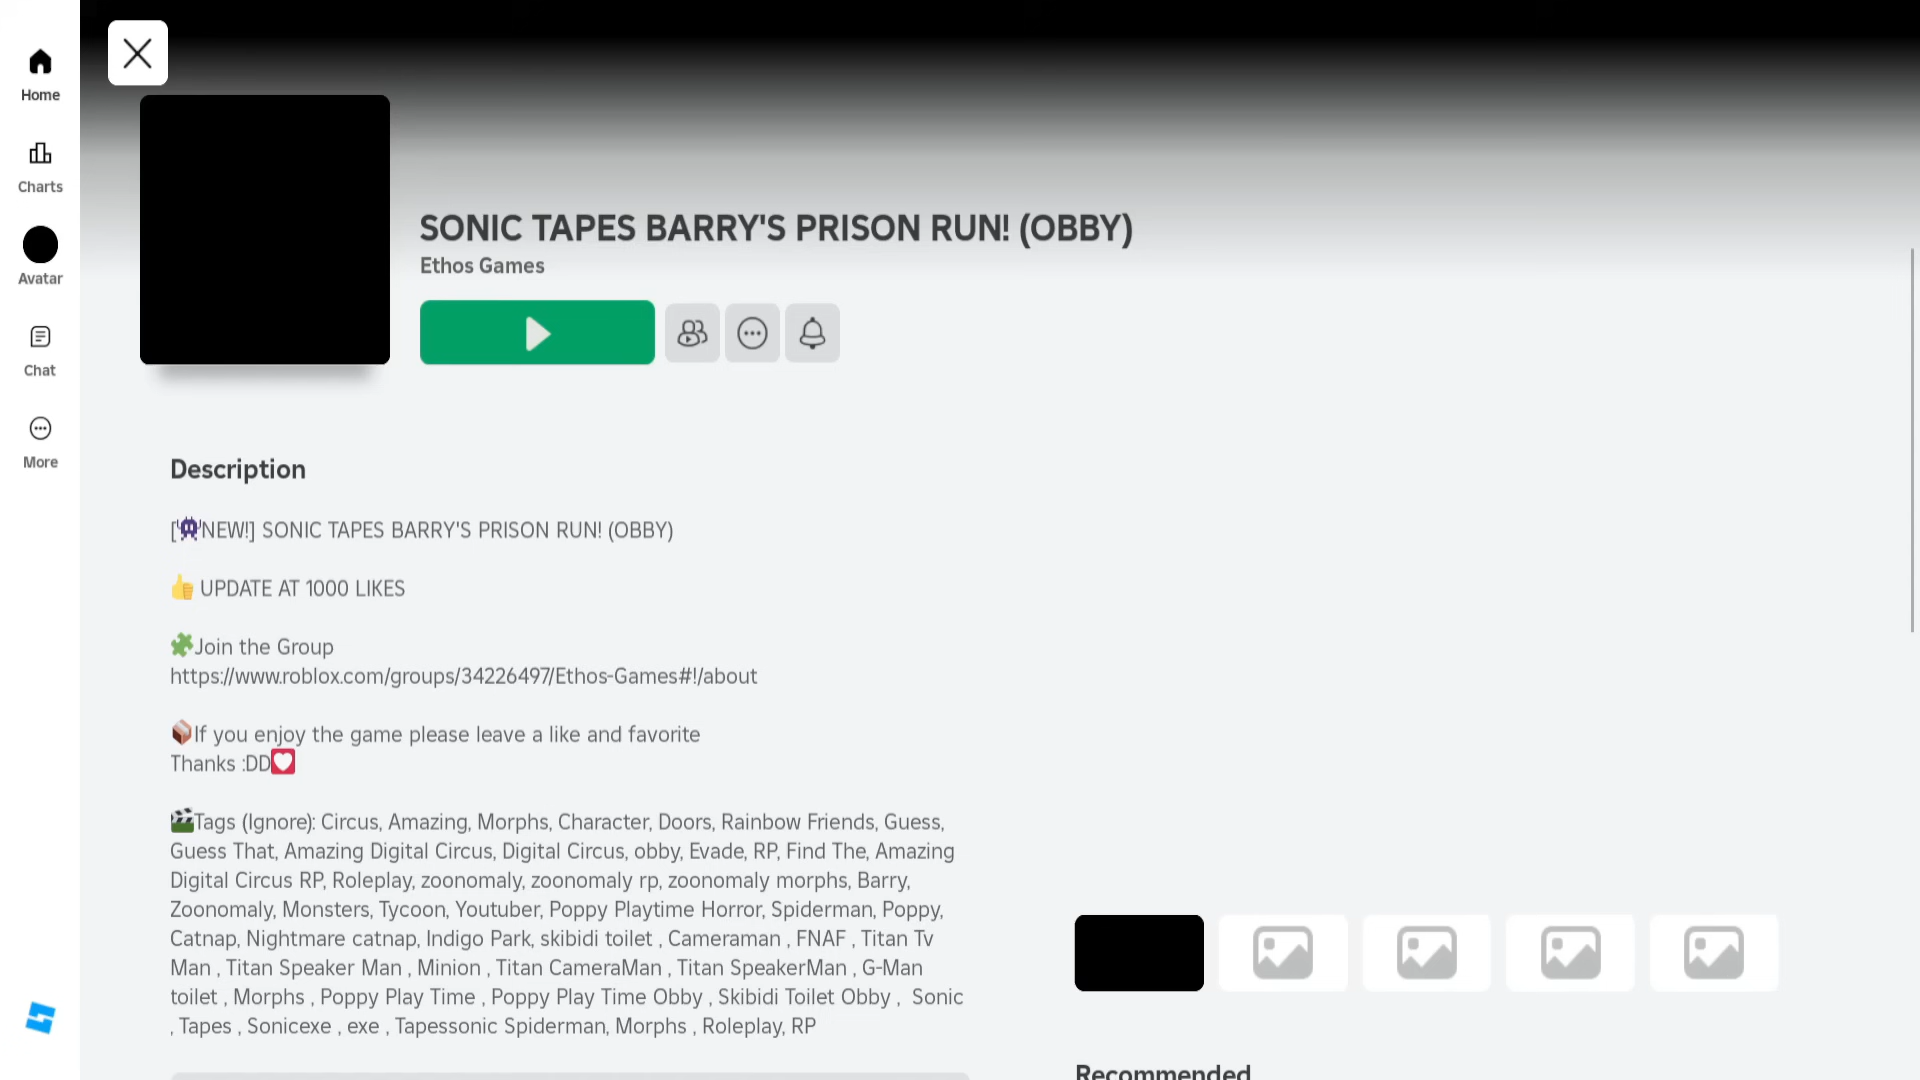 Home
Charts
Avatar
Chat
More
SONIC TAPES BARRY'S PRISON RUN! (OBBY)
Ethos Games
Description
[👾NEW!] SONIC TAPES BARRY'S PRISON RUN! (OBBY)
👍 UPDATE AT 1000 LIKES
🧩Join the Group
https://www.roblox.com/groups/34226497/Ethos-Games#!/about
📦If you enjoy the game please leave a like and favorite
Thanks :DD💟
🎬Tags (Ignore): Circus, Amazing, Morphs, Character, Doors, Rainbow Friends, Guess,
Guess That, Amazing Digital Circus, Digital Circus, obby, Evade, RP, Find The, Amazing
Digital Circus RP, Roleplay, zoonomaly, zoonomaly rp, zoonomaly morphs, Barry,
Zoonomaly, Monsters, Tycoon, Youtuber, Poppy Playtime Horror, Spiderman, Poppy,
Catnap, Nightmare catnap, Indigo Park, skibidi toilet , Cameraman , FNAF , Titan Tv
Man , Titan Speaker Man , Minion , Titan CameraMan , Titan SpeakerMan , G-Man
toilet , Morphs , Poppy Play Time , Poppy Play Time Obby , Skibidi Toilet Obby ,  Sonic
, Tapes , Sonicexe , exe , Tapessonic Spiderman, Morphs , Roleplay, RP
Recommended